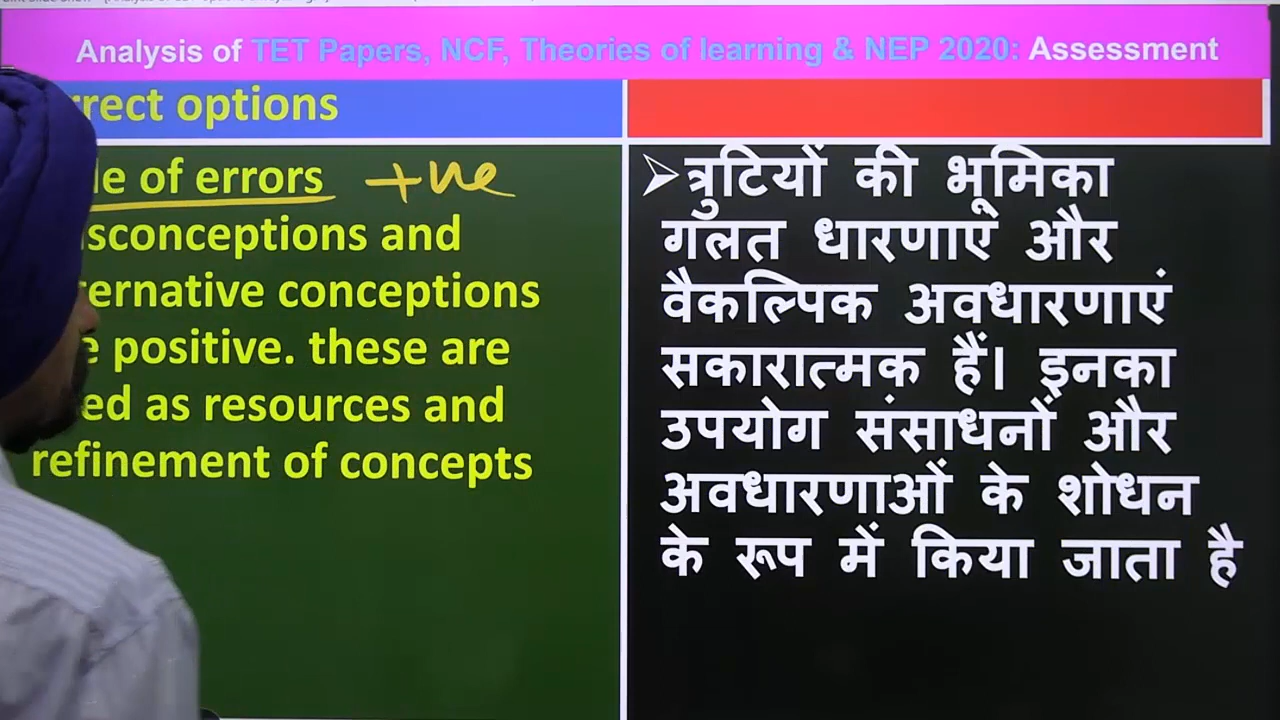 Analysis of TET Papers, NCF, Theories of learning & NEP 2020: Assessment
rrect options
le of errors +ve
sconceptions and
ernative conceptions
e positive. these are
ed as resources and
refinement of concepts
➢त्रुटियों की भूमिका
गलत धारणाएं और
वैकल्पिक अवधारणाएं
सकारात्मक हैं। इनका
उपयोग संसाधनों और
अवधारणाओं के शोधन
के रूप में किया जाता है